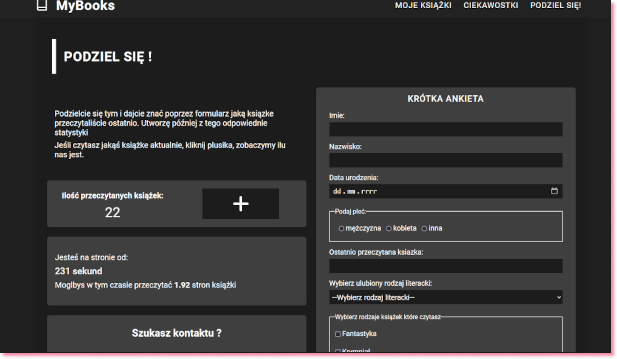 MyBooks
MOJE KSIĄŻKI CIEKAWOSTKI PODZIEL SIĘ!
PODZIEL SIĘ !
Podzielcie się tym i dajcie znać poprzez formularz jaką ksiązke
przeczytaliście ostatnio. Utworzę później z tego odpowiednie
statystyki
Jeśli czytasz jakąś książke aktualnie, kliknij plusika, zobaczymy ilu
nas jest.
Ilość przeczytanych książek:
22
+
Jesteś na stronie od:
231 sekund
Moglbys w tym czasie przeczytać 1.92 stron książki
Szukasz kontaktu ?
KRÓTKA ANKIETA
Imie:
Nazwisko:
Data urodzenia:
dd.mm.rrrr
Podaj płeć:
mężczyzna kobieta inna
Ostatnio przeczytana ksiazka:
Wybierz ulubiony rodzaj literacki:
--Wybierz rodzaj literacki--
Wybierz rodzaje książek które czytasz
Fantastyka
Kryminał